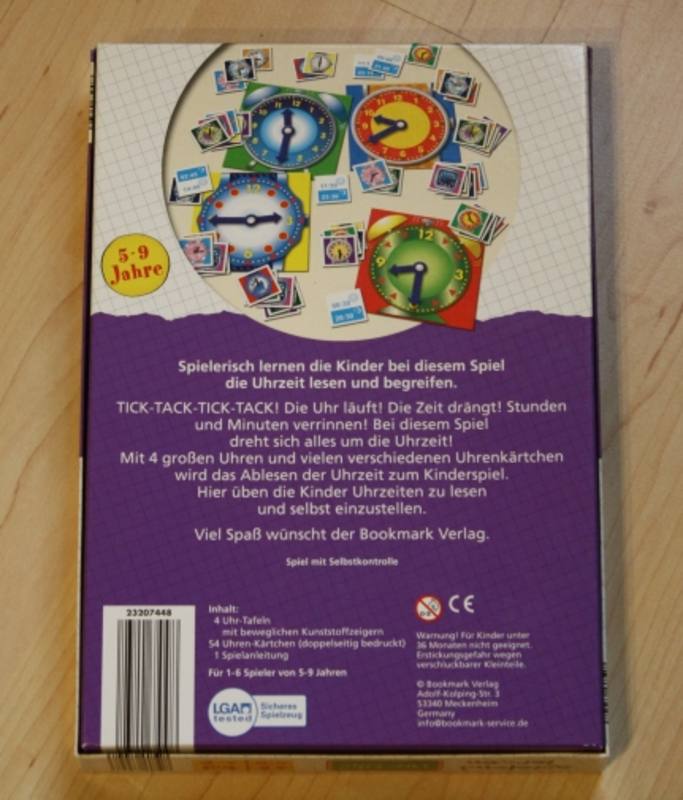 5-9
Jahre
Spielerisch lernen die Kinder bei diesem Spiel
die Uhrzeit lesen und begreifen.
TICK-TACK-TICK-TACK! Die Uhr läuft! Die Zeit drängt! Stunden
und Minuten verrinnen! Bei diesem Spiel
dreht sich alles um die Uhrzeit!
Mit 4 großen Uhren und vielen verschiedenen Uhrenkärtchen
wird das Ablesen der Uhrzeit zum Kinderspiel.
Hier üben die Kinder Uhrzeiten zu lesen
und selbst einzustellen.
Viel Spaß wünscht der Bookmark Verlag.
Spiel mit Selbstkontrolle
23207448
Inhalt:
4 Uhr-Tafeln
mit beweglichen Kunststoffzeigern
54 Uhren-Kärtchen (doppelseitig bedruckt)
1 Spielanleitung
Für 1-6 Spieler von 5-9 Jahren
LGA
tested
Sicheres
Spielzeug
CE
Warnung! Für Kinder unter
36 Monaten nicht geeignet.
Erstickungsgefahr wegen
verschluckbarer Kleinteile.
© Bookmark Verlag
Adolf-Kolping-Str. 3
53340 Meckenheim
Germany
info@bookmark-service.de